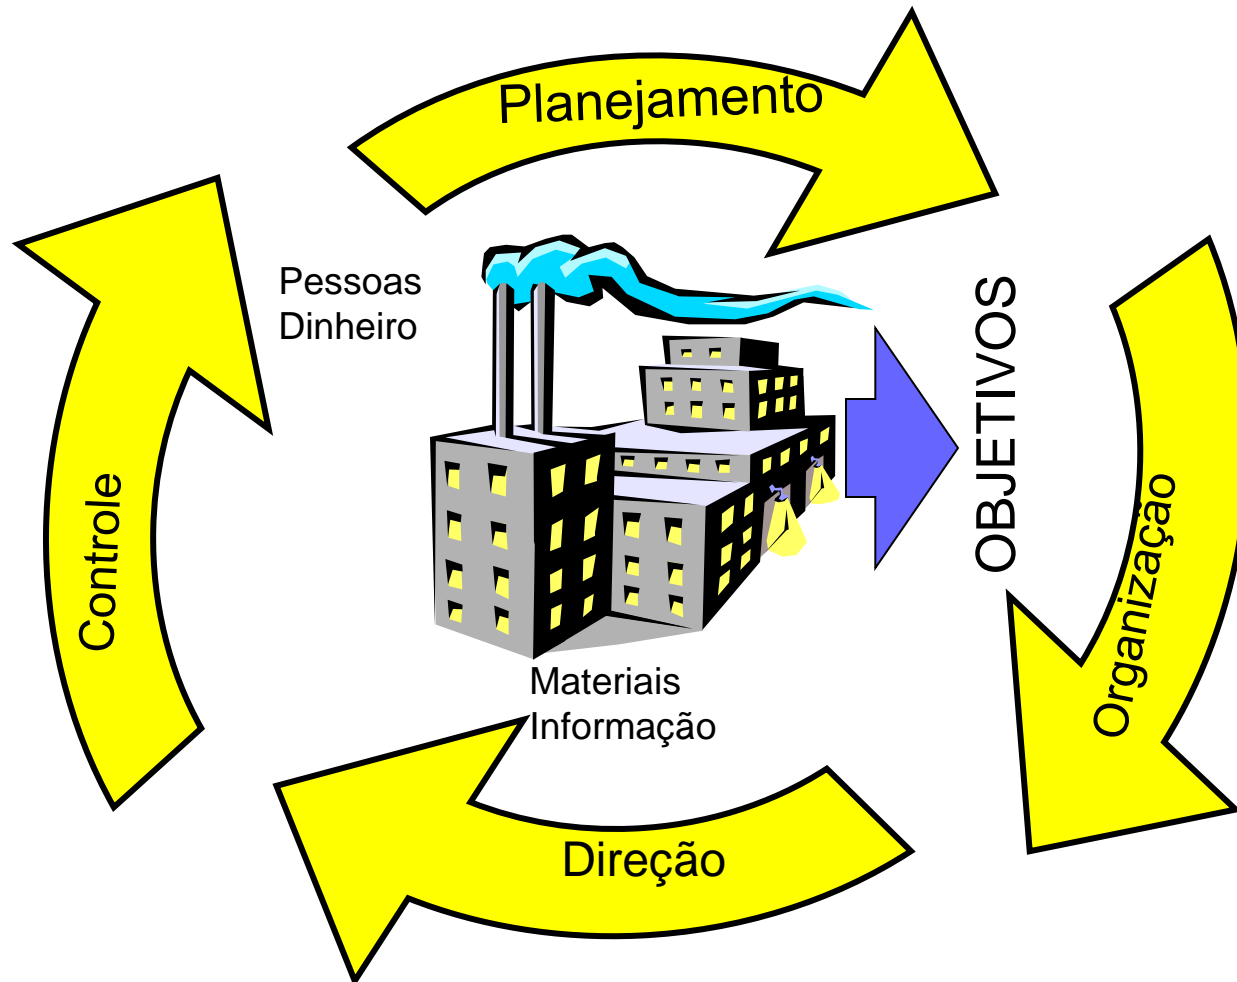 Planejamento
Pessoas
Dinheiro
OBJETIVOS
Organização
Controle
Materiais
Informação
Direção